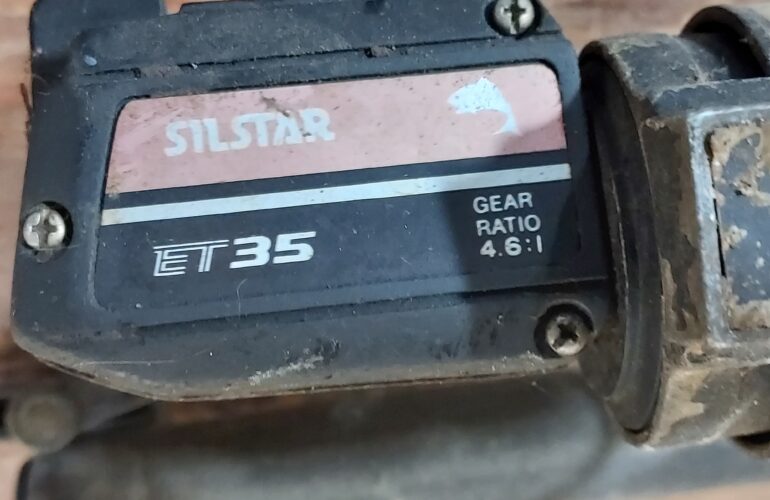 SILSTAR
ET35
GEAR
RATIO
4.6:1